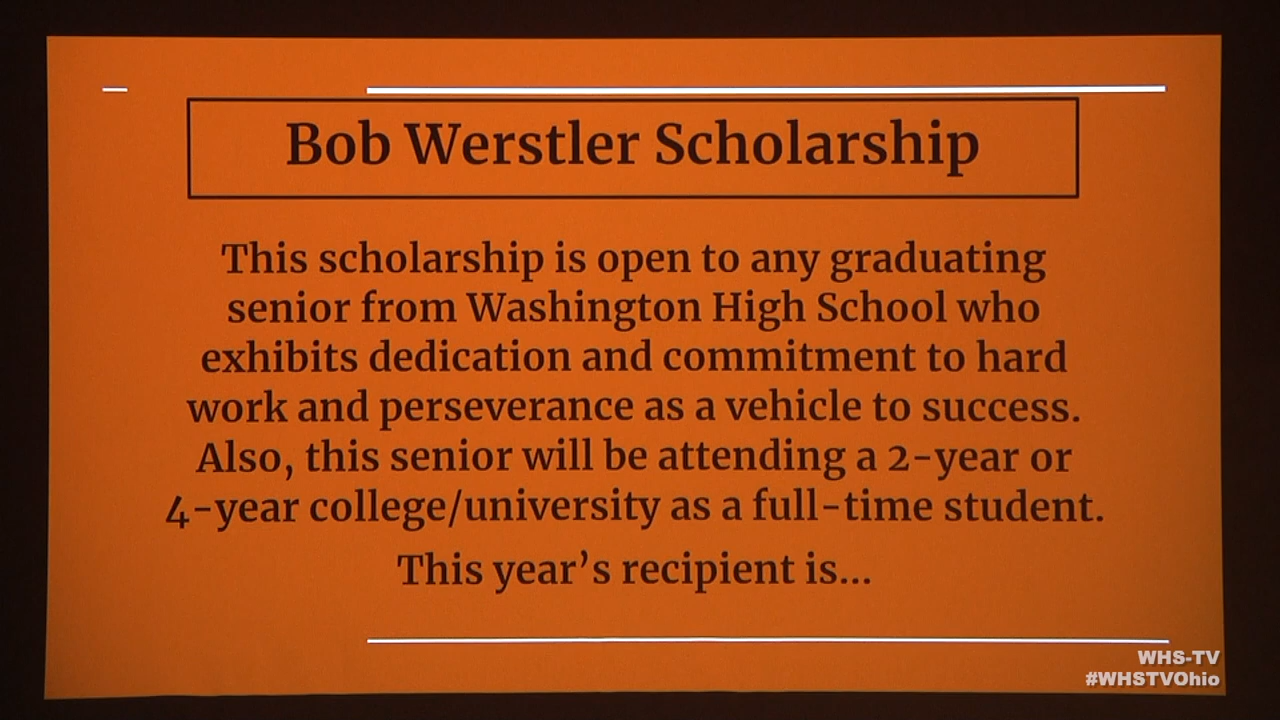 Bob Werstler Scholarship
This scholarship is open to any graduating
senior from Washington High School who
exhibits dedication and commitment to hard
work and perseverance as a vehicle to success.
Also, this senior will be attending a 2-year or
4-year college/university as a full-time student.
This year's recipient is...
WHS-TV
#WHSTVOhio